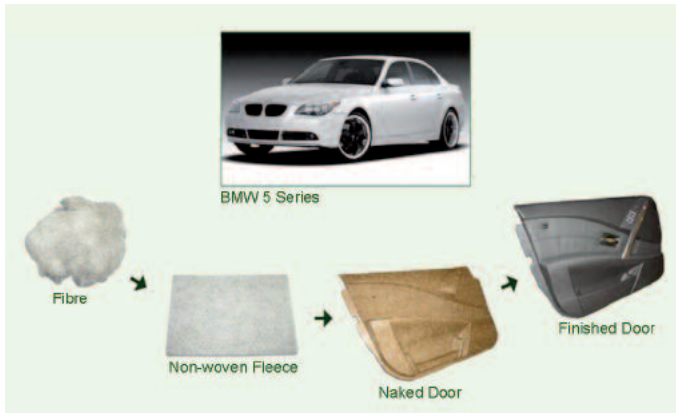 BMW 5 Series
Fibre
Non-woven Fleece
Naked Door
Finished Door